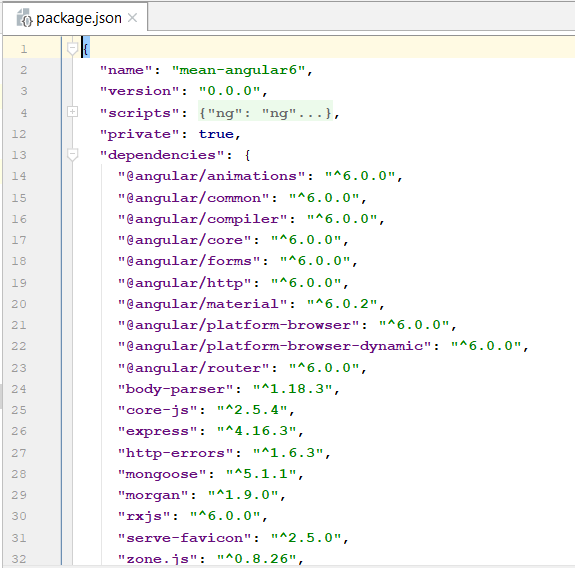 package.json
1 {
2 "name": "mean-angular6",
3 "version": "0.0.0",
4 "scripts": {"ng": "ng"...},
12 "private": true,
13 "dependencies": {
14 "@angular/animations": "^6.0.0",
15 "@angular/common": "^6.0.0",
16 "@angular/compiler": "^6.0.0",
17 "@angular/core": "^6.0.0",
18 "@angular/forms": "^6.0.0",
19 "@angular/http": "^6.0.0",
20 "@angular/material": "^6.0.2",
21 "@angular/platform-browser": "^6.0.0",
22 "@angular/platform-browser-dynamic": "^6.0.0",
23 "@angular/router": "^6.0.0",
24 "body-parser": "^1.18.3",
25 "core-js": "^2.5.4",
26 "express": "^4.16.3",
27 "http-errors": "^1.6.3",
28 "mongoose": "^5.1.1",
29 "morgan": "^1.9.0",
30 "rxjs": "^6.0.0",
31 "serve-favicon": "^2.5.0",
32 "zone.js": "^0.8.26",